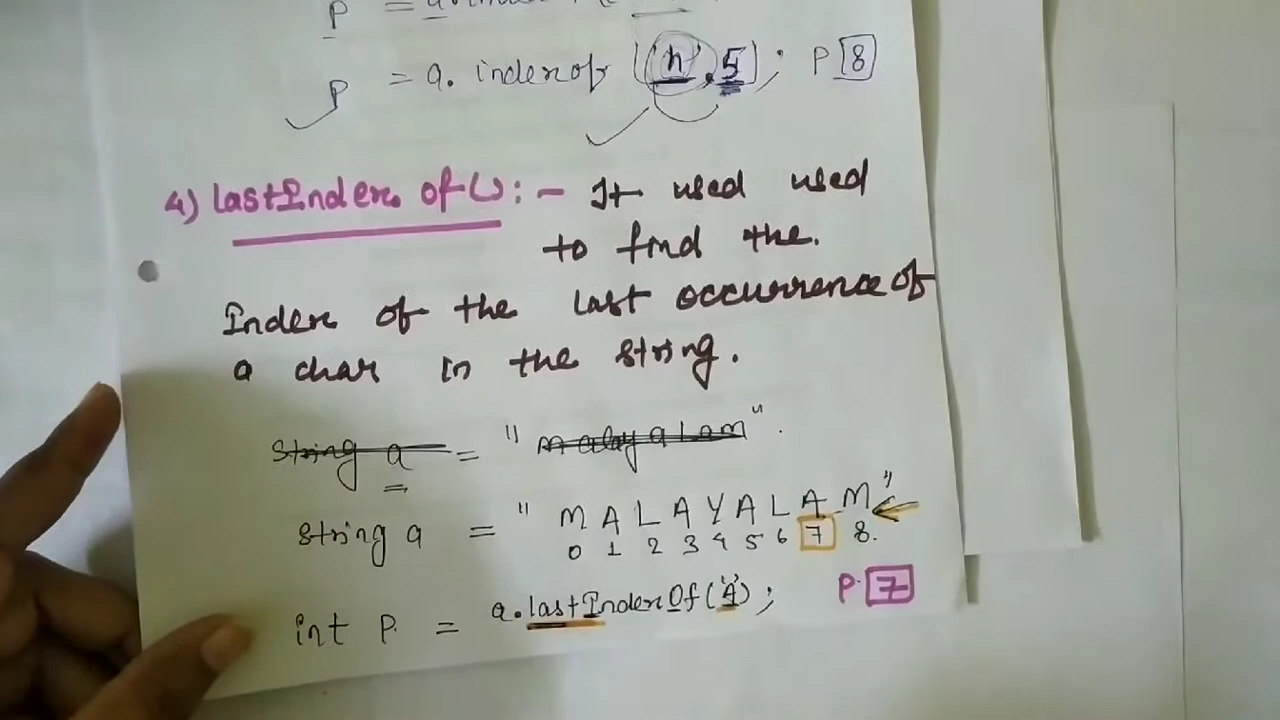 P = a.
P = a. indexof ('n', 5); P 8
4) lastIndex of():- It used used
to find the.
Index of the last occurrence of
a char in the string.
String a = "malayalam".
String a = "MALAYALAM"
0 1 2 3 4 5 6 7 8.
int P. = a.lastIndexOf('A'); P. 7